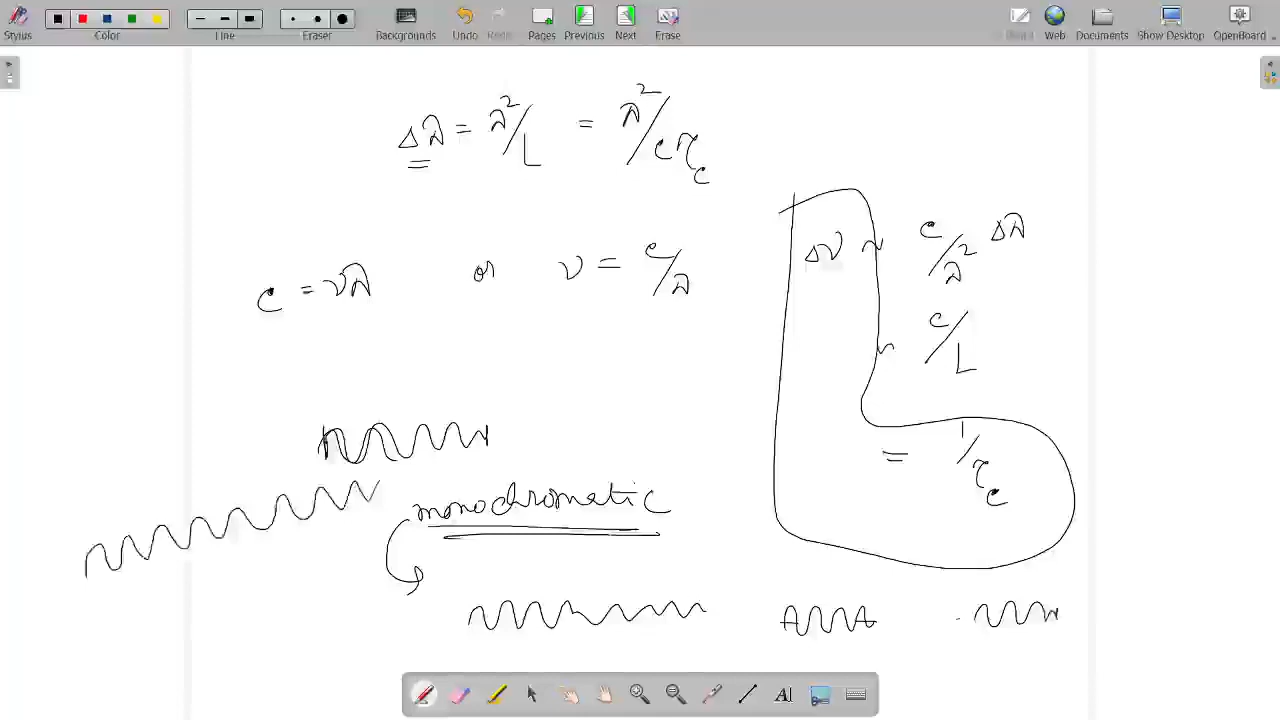 Stylus Color Line Eraser Backgrounds Undo Redo Pages Previous Next Erase Board Web Documents Show Desktop OpenBoard
Δλ = λ²/L = λ²/cτc
Δν ~ c/λ² Δλ
c = νλ or ν = c/λ
~ c/L
= 1/τc
monochromatic